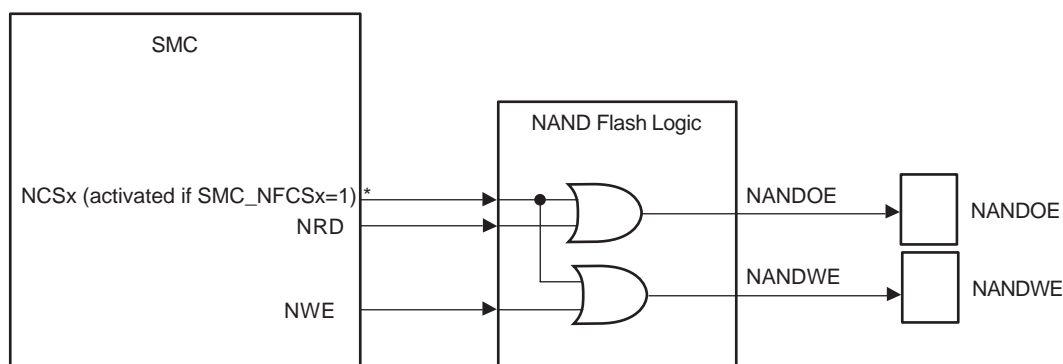 SMC
NAND Flash Logic
NCSx (activated if SMC_NFCSx=1) *
NANDOE
NANDOE
NRD
NANDWE
NANDWE
NWE